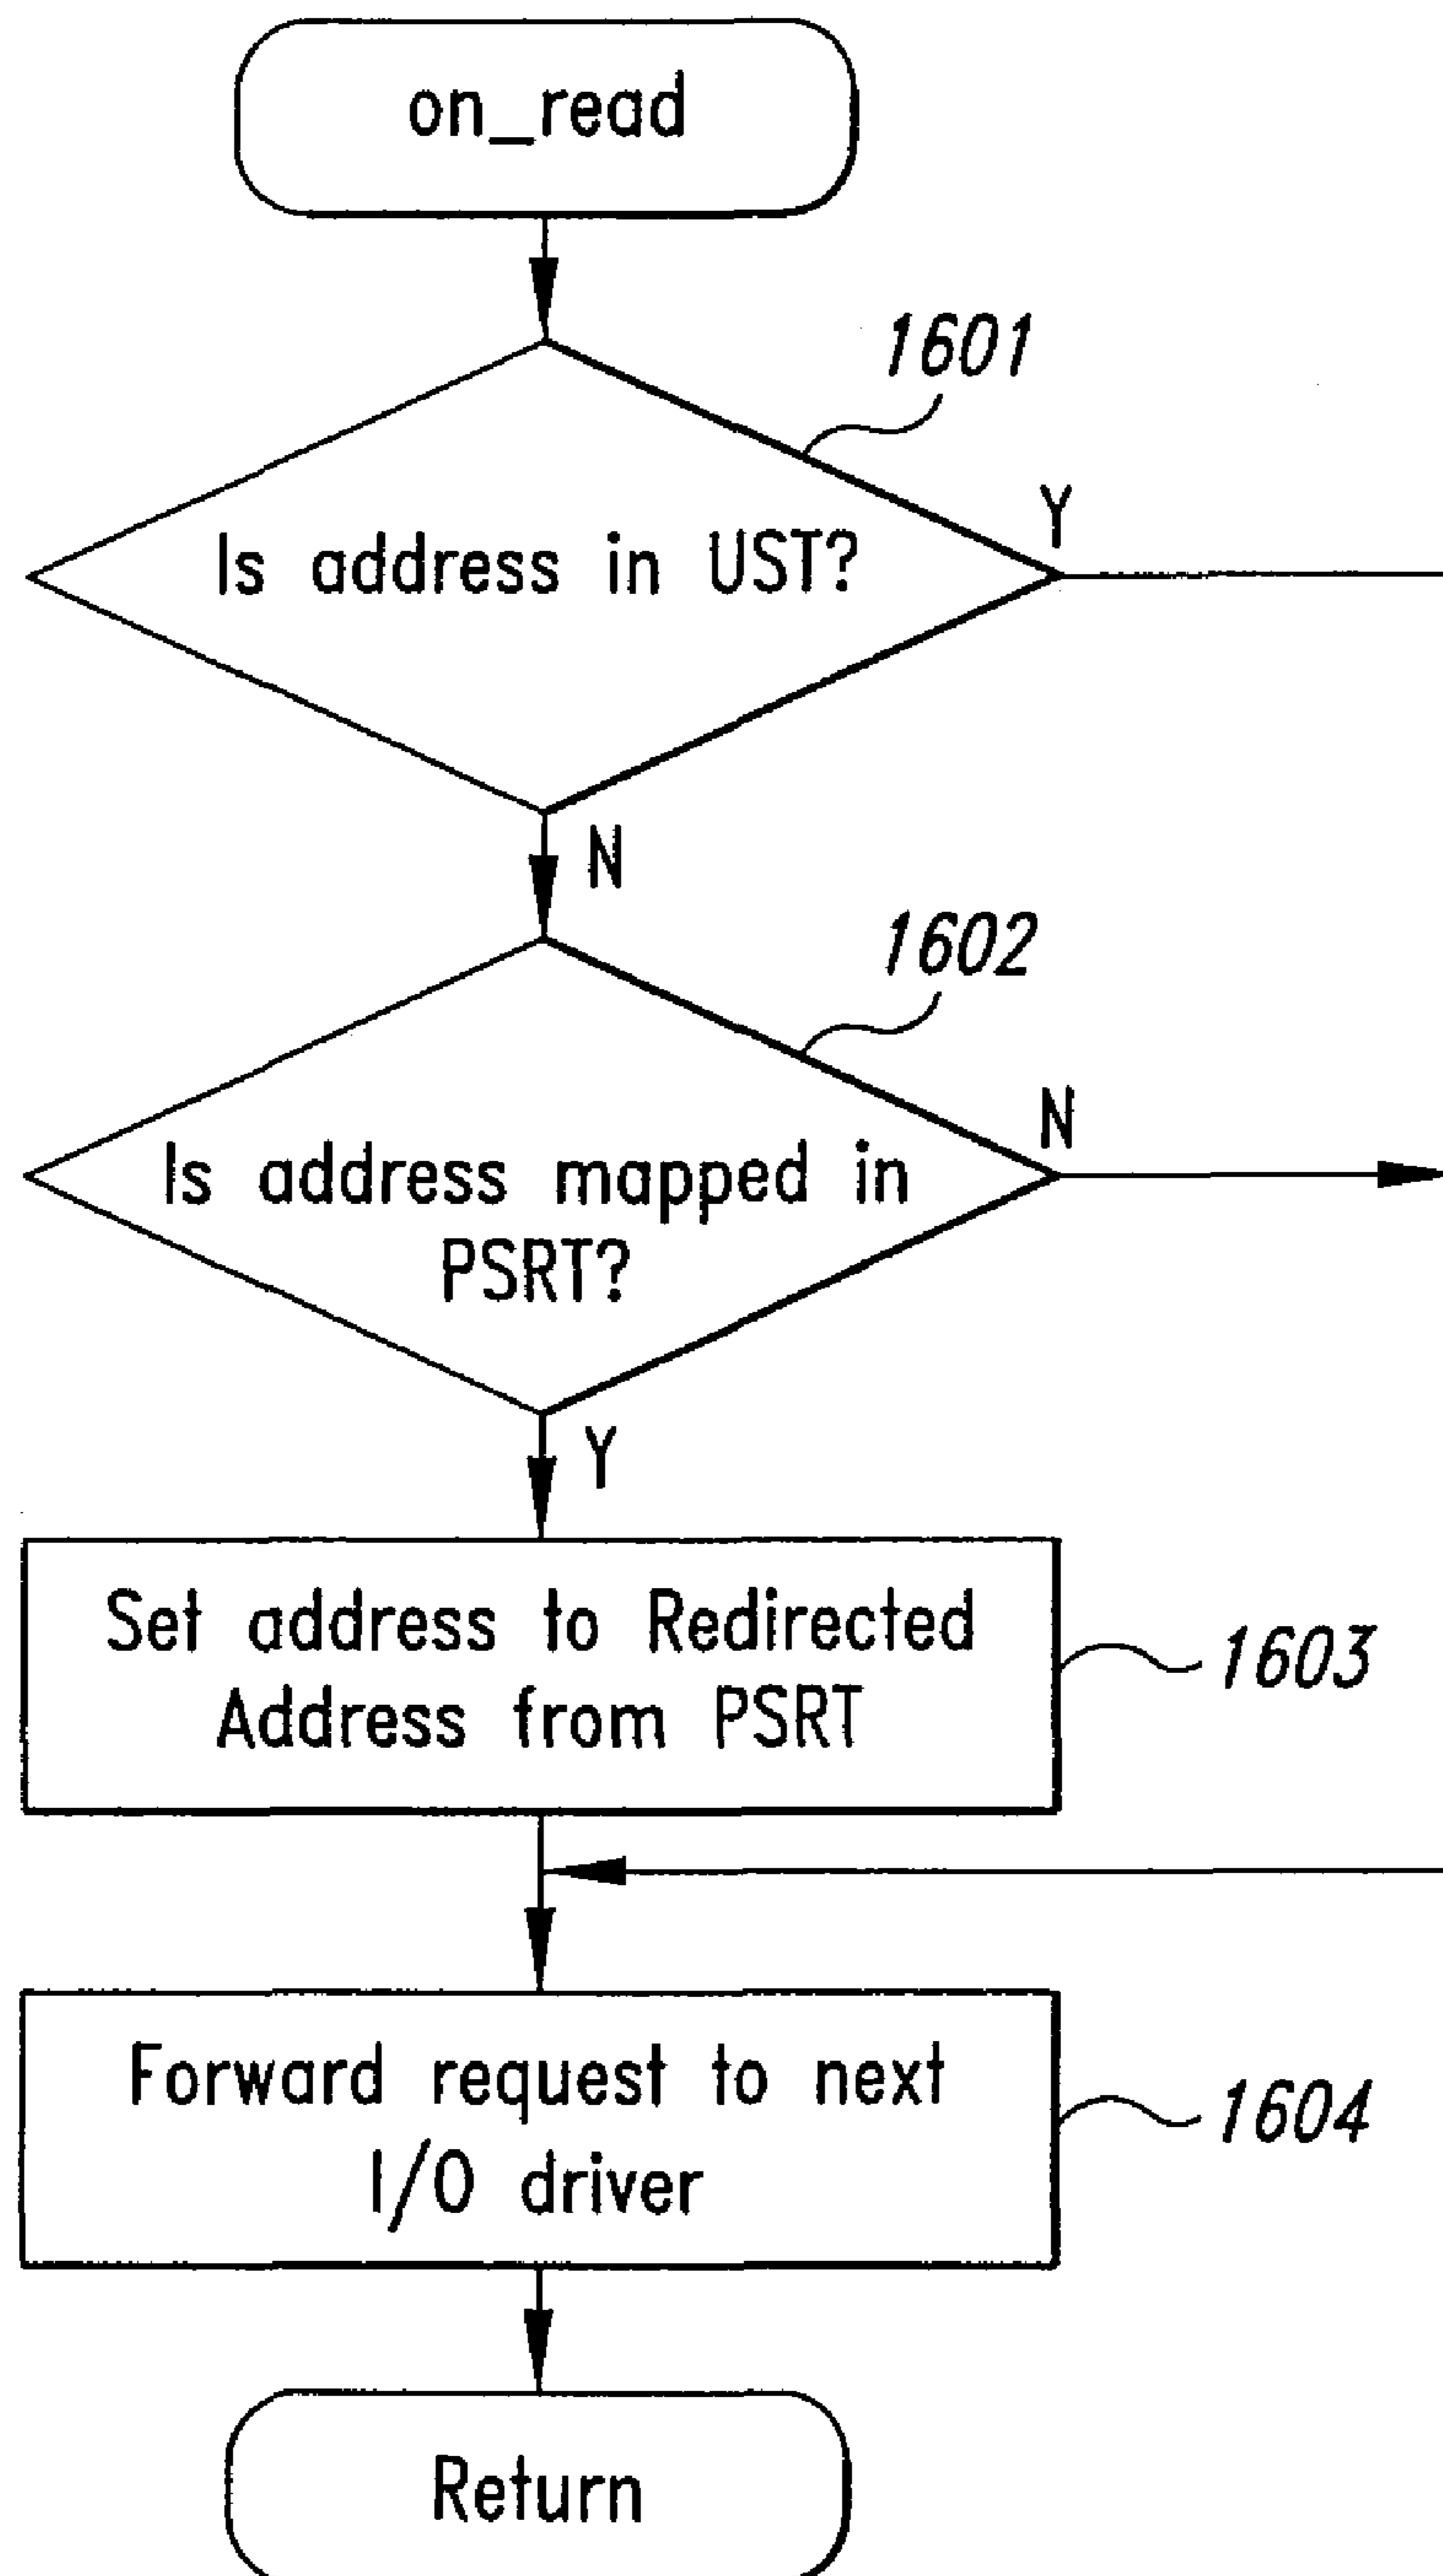 on_read
1601
Is address in UST?
Y
N
1602
Is address mapped in
PSRT?
N
Y
Set address to Redirected
Address from PSRT
1603
Forward request to next
I/O driver
1604
Return